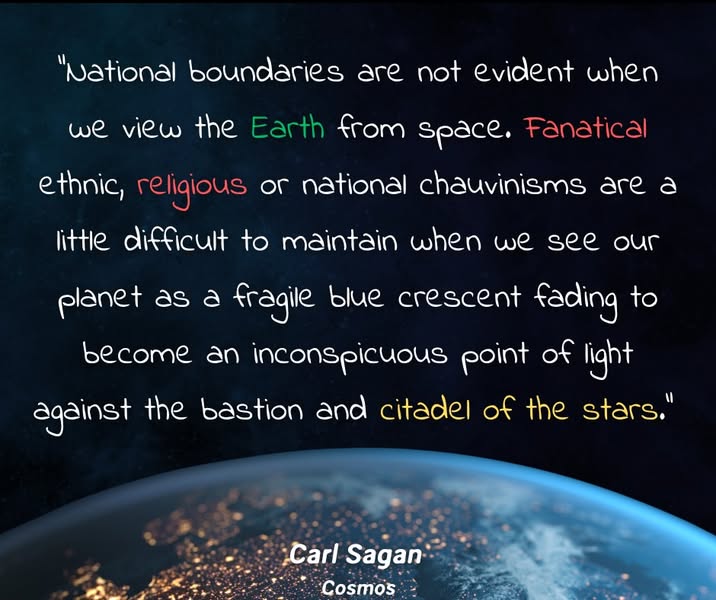 "National boundaries are not evident when
we view the Earth from space. Fanatical
ethnic, religious or national chauvinisms are a
little difficult to maintain when we see our
planet as a fragile blue crescent fading to
become an inconspicuous point of light
against the bastion and citadel of the stars."
Carl Sagan
Cosmos